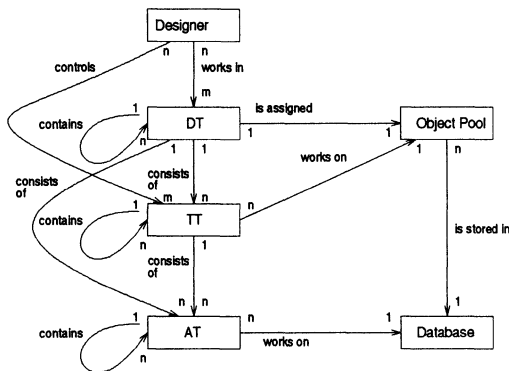 Designer
n n
controls
works in
m
1
is assigned
contains
DT
1 1
Object Pool
n
1 1
1 n
consists
of
consists
of
works on
m n
1
contains
TT
n
n
1
is stored in
consists
of
n n
1
1
contains
AT
n
1
Database
n
works on